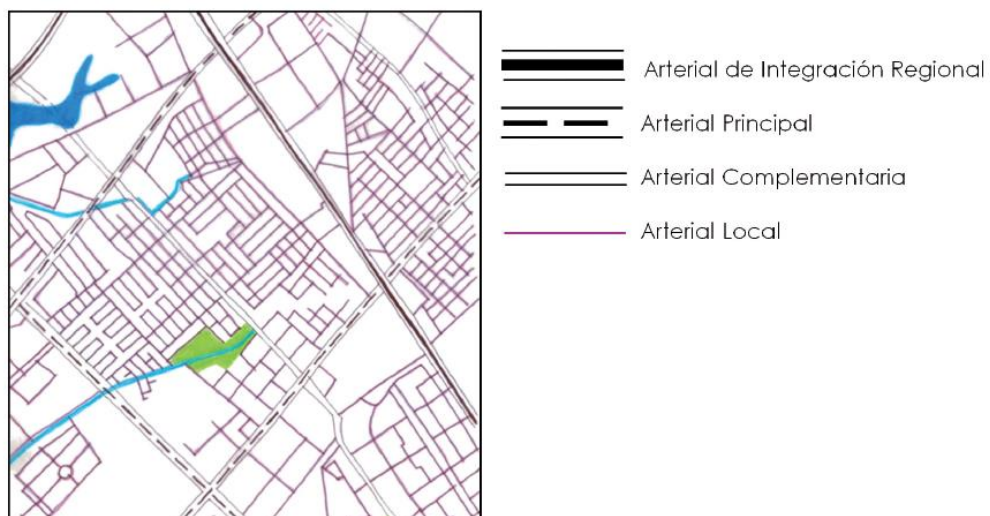 Arterial de Integración Regional
Arterial Principal
Arterial Complementaria
Arterial Local